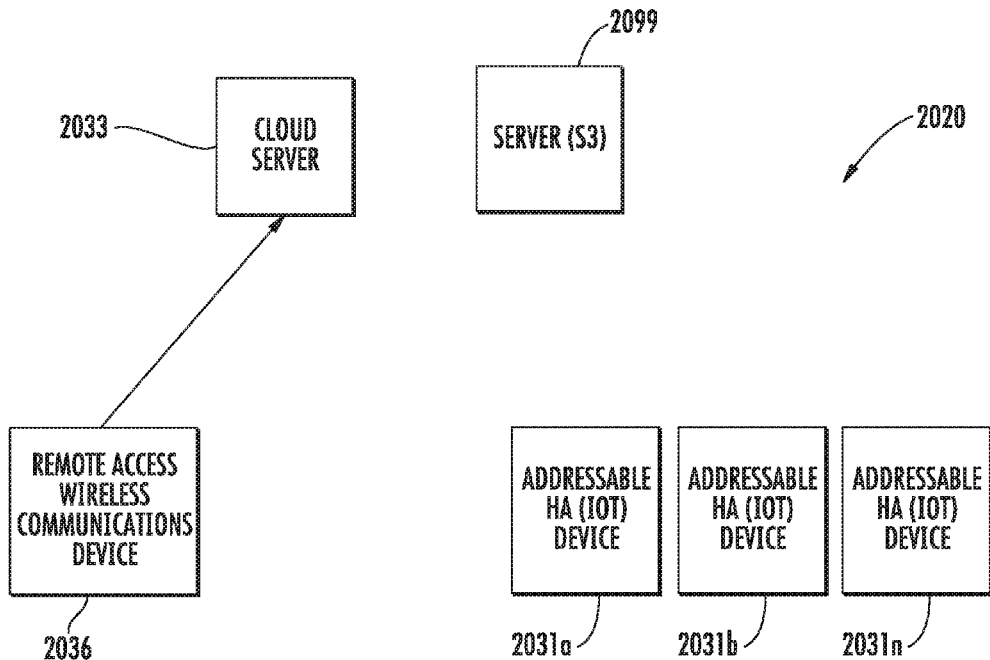 2099
2033
CLOUD
SERVER
SERVER (S3)
2020
REMOTE ACCESS
WIRELESS
COMMUNICATIONS
DEVICE
ADDRESSABLE
HA (IOT)
DEVICE
ADDRESSABLE
HA (IOT)
DEVICE
ADDRESSABLE
HA (IOT)
DEVICE
2036
2031a
2031b
2031n